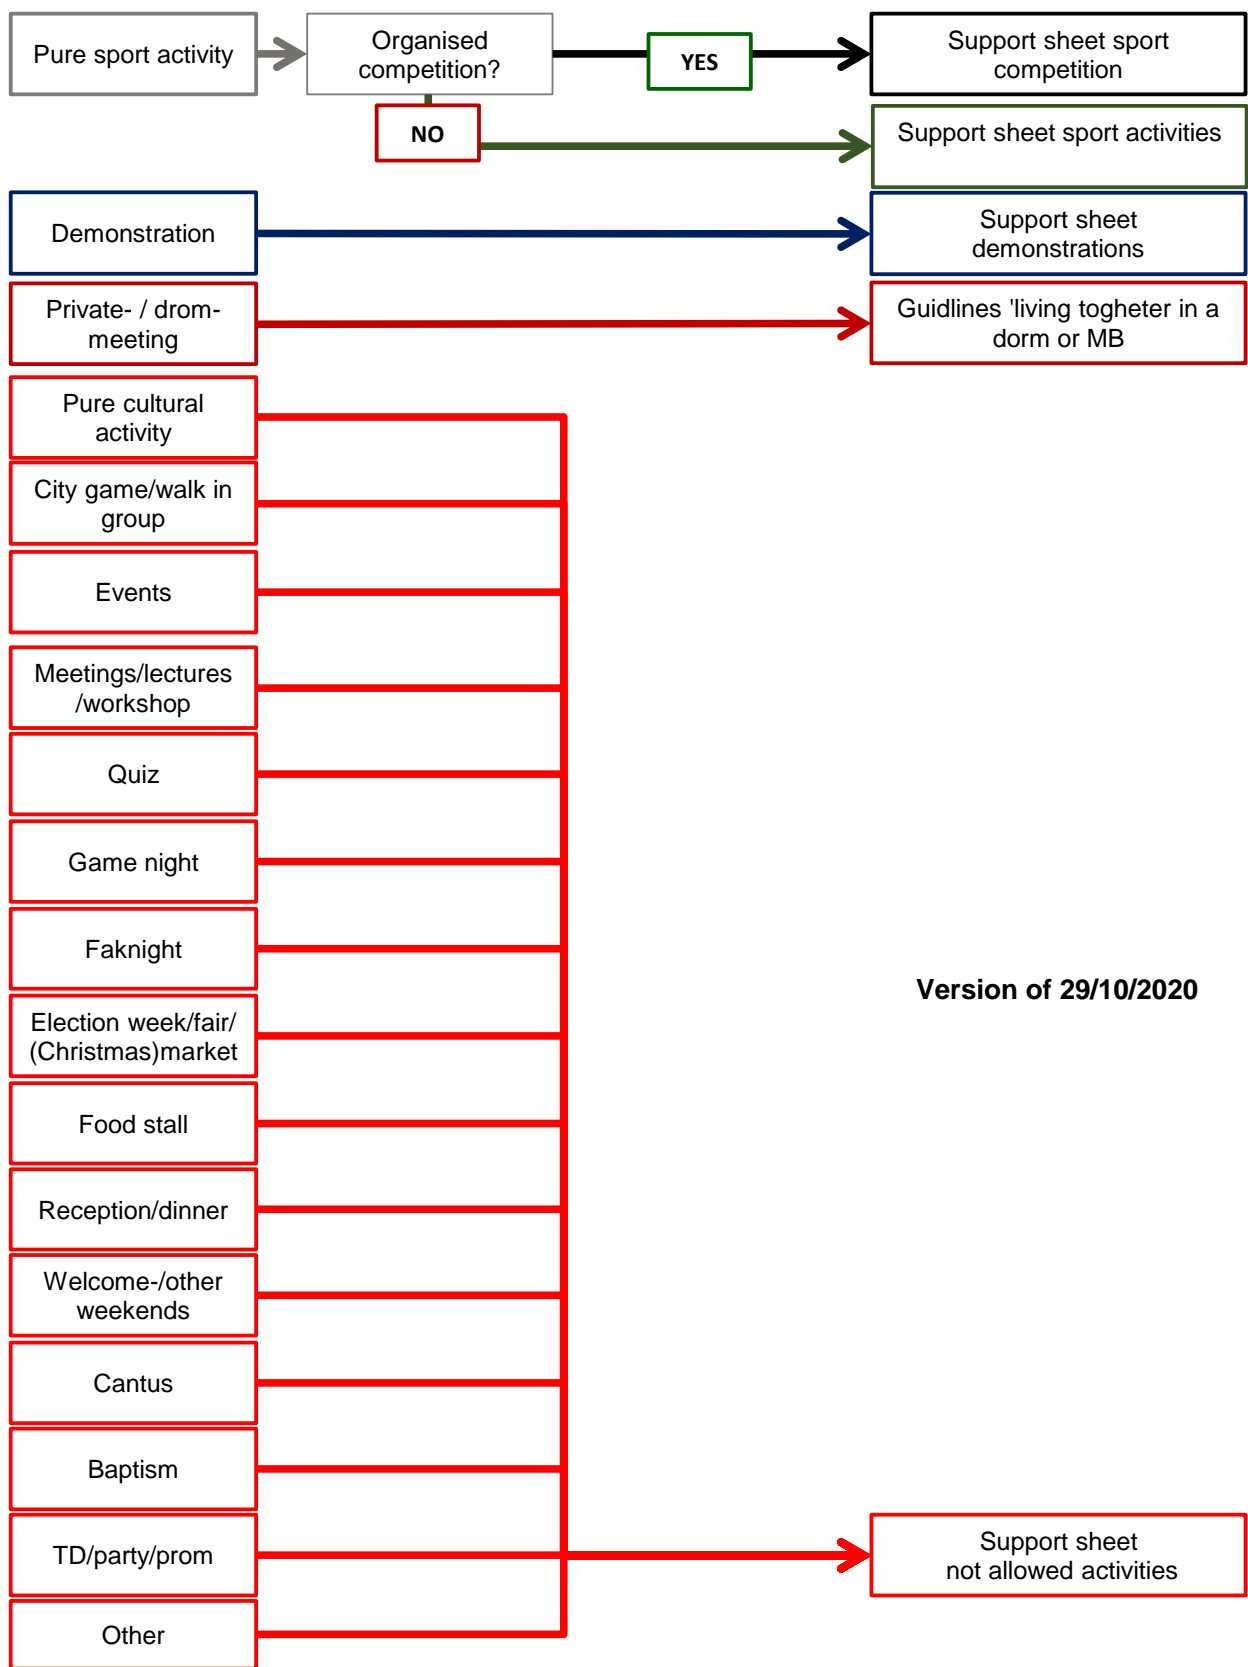 Pure sport activity
Organised
competition?
YES
Support sheet sport
competition
NO
Support sheet sport activities
Demonstration
Support sheet
demonstrations
Private- / drom-
meeting
Guidlines 'living togheter in a
dorm or MB
Pure cultural
activity
City game/walk in
group
Events
Meetings/lectures
/workshop
Quiz
Game night
Faknight
Version of 29/10/2020
Election week/fair/
(Christmas)market
Food stall
Reception/dinner
Welcome-/other
weekends
Cantus
Baptism
TD/party/prom
Support sheet
not allowed activities
Other